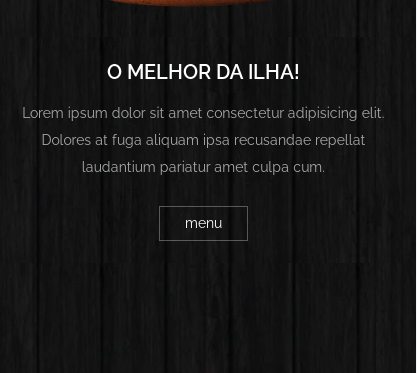 O MELHOR DA ILHA!
Lorem ipsum dolor sit amet consectetur adipisicing elit.
Dolores at fuga aliquam ipsa recusandae repellat
laudantium pariatur amet culpa cum.
menu